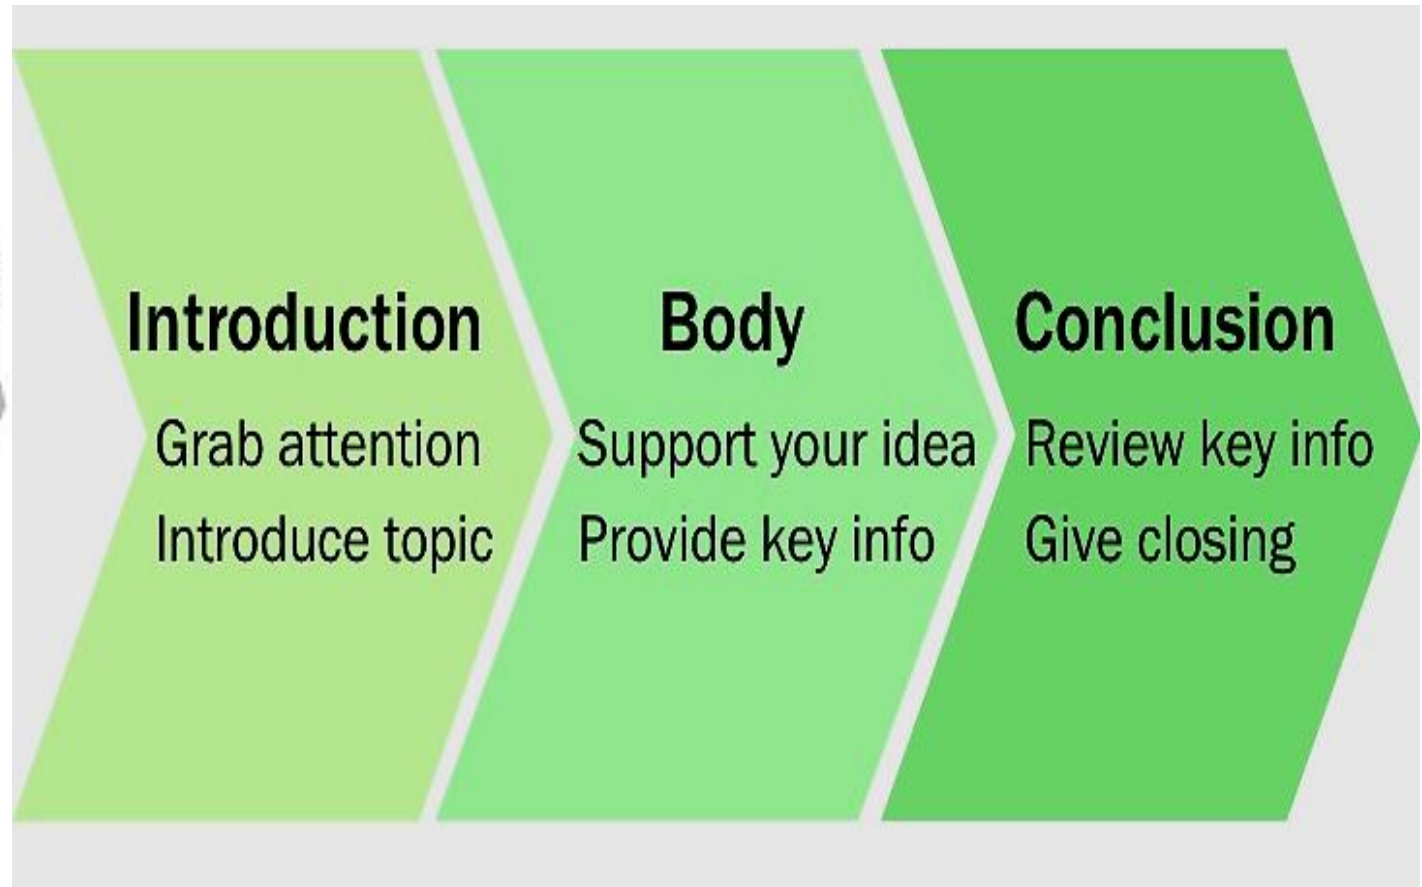 Introduction
Grab attention
Introduce topic
Body
Support your idea
Provide key info
Conclusion
Review key info
Give closing